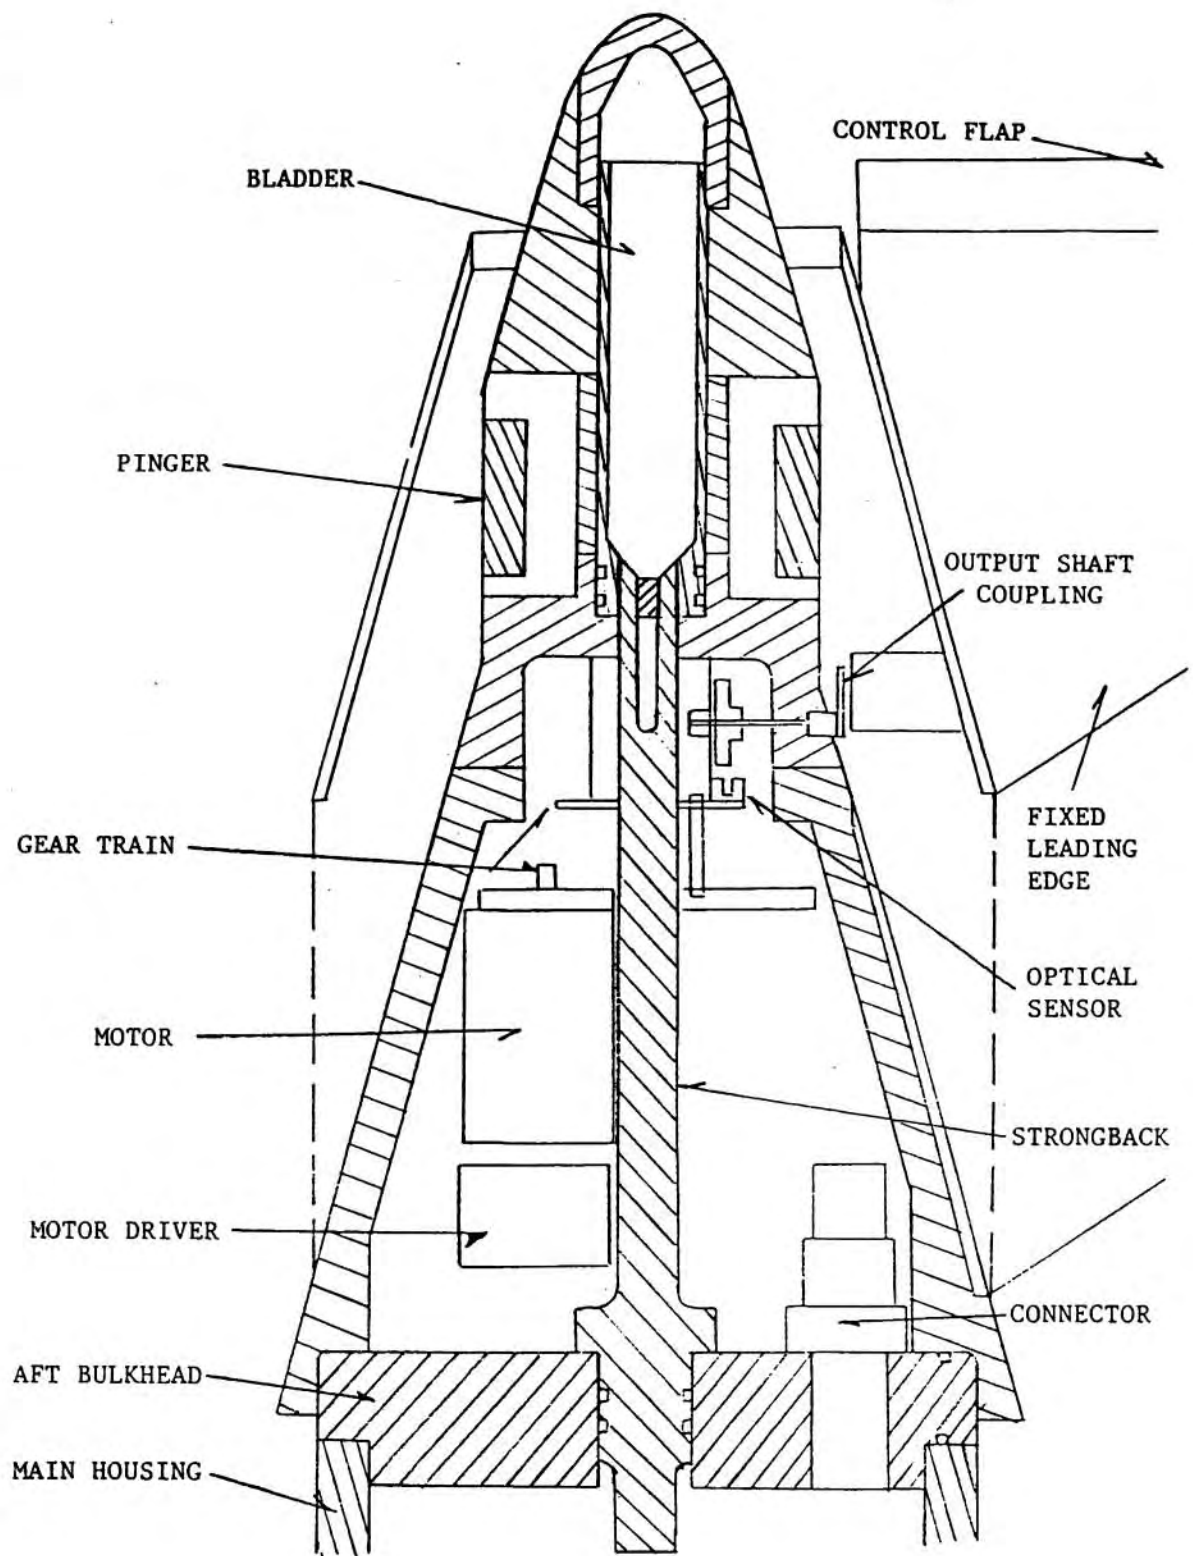 CONTROL FLAP
BLADDER
PINGER
OUTPUT SHAFT
COUPLING
FIXED
LEADING
EDGE
GEAR TRAIN
OPTICAL
SENSOR
MOTOR
STRONGBACK
MOTOR DRIVER
CONNECTOR
AFT BULKHEAD
MAIN HOUSING